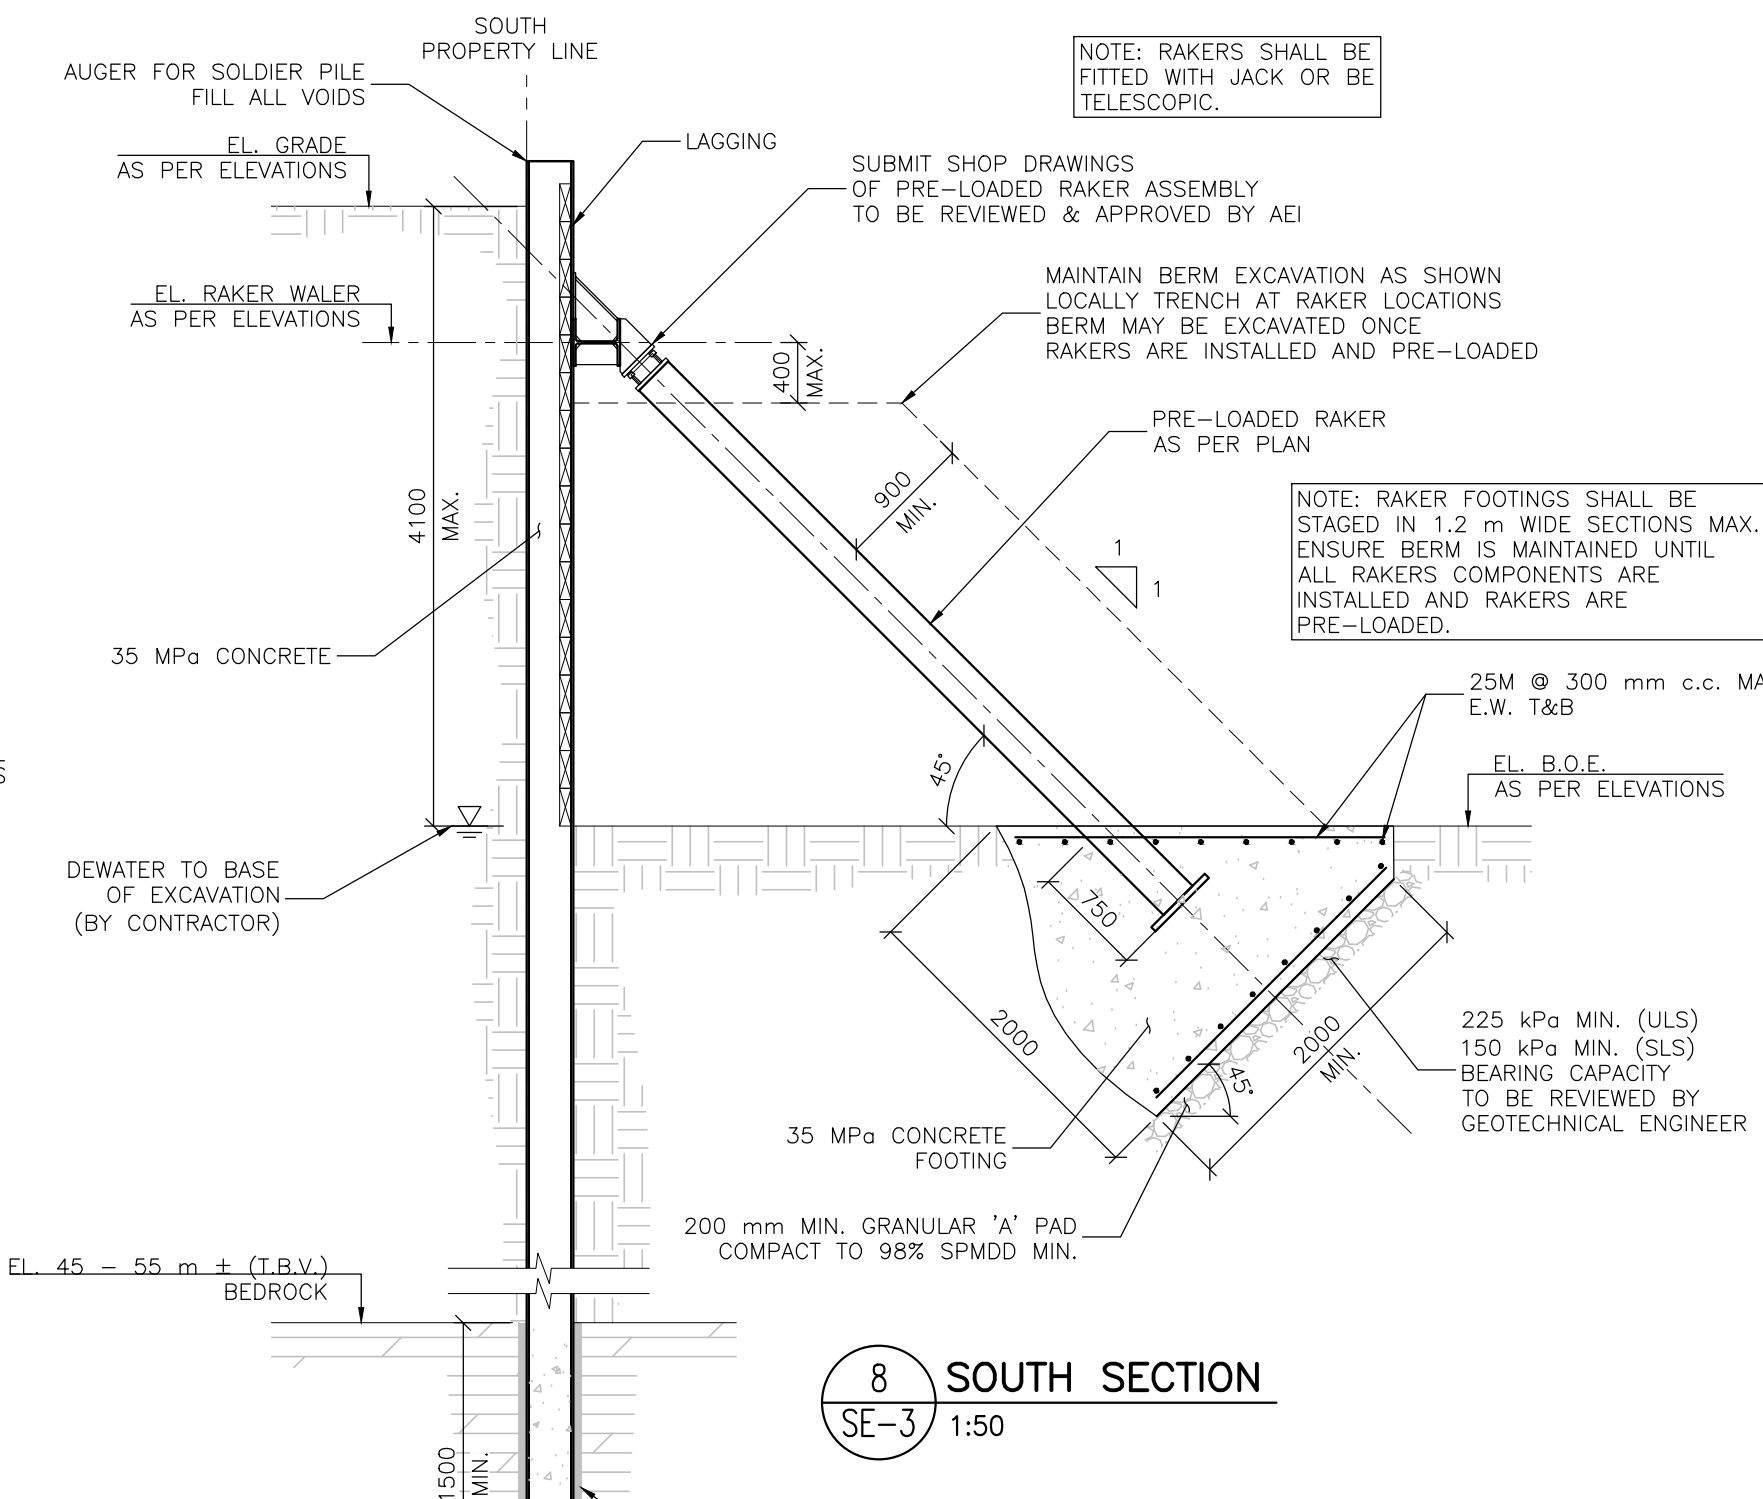 SOUTH
PROPERTY LINE
AUGER FOR SOLDIER PILE
FILL ALL VOIDS
NOTE: RAKERS SHALL BE
FITTED WITH JACK OR BE
TELESCOPIC.
EL. GRADE
AS PER ELEVATIONS
LAGGING
SUBMIT SHOP DRAWINGS
OF PRE-LOADED RAKER ASSEMBLY
TO BE REVIEWED & APPROVED BY AEI
EL. RAKER WALER
AS PER ELEVATIONS
MAINTAIN BERM EXCAVATION AS SHOWN
LOCALLY TRENCH AT RAKER LOCATIONS
BERM MAY BE EXCAVATED ONCE
RAKERS ARE INSTALLED AND PRE-LOADED
400
MAX.
PRE-LOADED RAKER
AS PER PLAN
900
MIN.
4100
MAX.
NOTE: RAKER FOOTINGS SHALL BE
STAGED IN 1.2 m WIDE SECTIONS MAX.
ENSURE BERM IS MAINTAINED UNTIL
ALL RAKERS COMPONENTS ARE
INSTALLED AND RAKERS ARE
PRE-LOADED.
1
1
35 MPa CONCRETE
25M @ 300 mm c.c. MA
E.W. T&B
45°
EL. B.O.E.
AS PER ELEVATIONS
S
DEWATER TO BASE
OF EXCAVATION
(BY CONTRACTOR)
750
2000
2000
MIN.
45°
225 kPa MIN. (ULS)
150 kPa MIN. (SLS)
BEARING CAPACITY
TO BE REVIEWED BY
GEOTECHNICAL ENGINEER
35 MPa CONCRETE
FOOTING
200 mm MIN. GRANULAR 'A' PAD
COMPACT TO 98% SPMDD MIN.
EL. 45 - 55 m ± (T.B.V.)
BEDROCK
1500
MIN.
8
SE-3
SOUTH SECTION
1:50